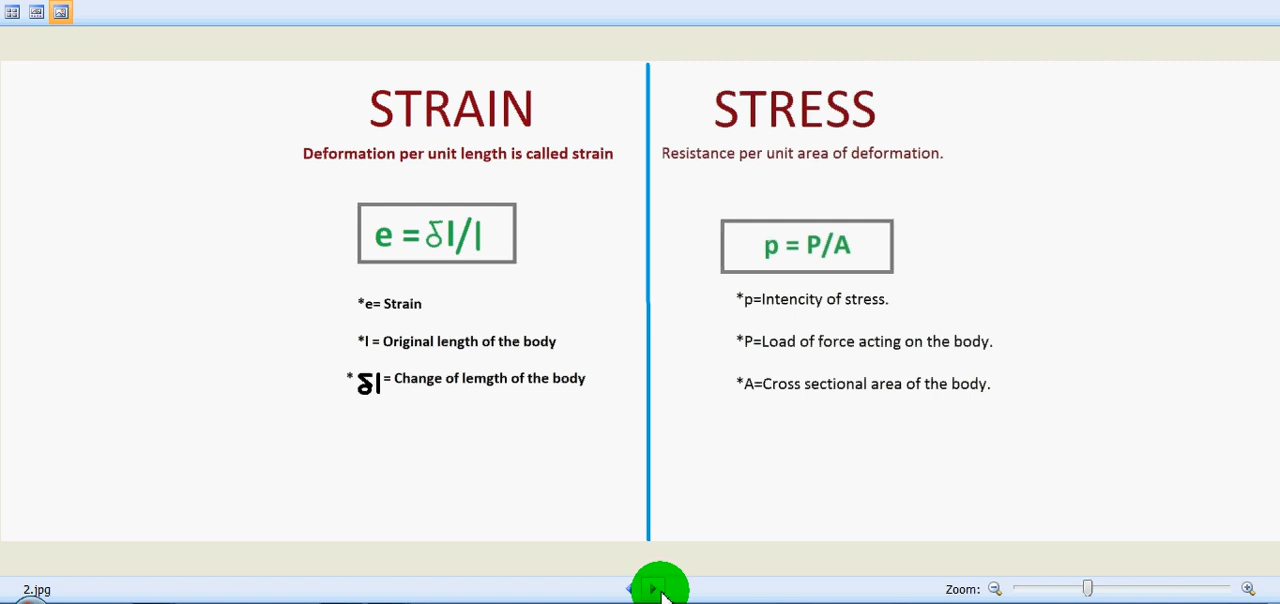 STRAIN
Deformation per unit length is called strain
e = δl/l
*e= Strain
*l = Original length of the body
* δl = Change of lemgth of the body
STRESS
Resistance per unit area of deformation.
p = P/A
*p=Intencity of stress.
*P=Load of force acting on the body.
*A=Cross sectional area of the body.
2.jpg
Zoom: